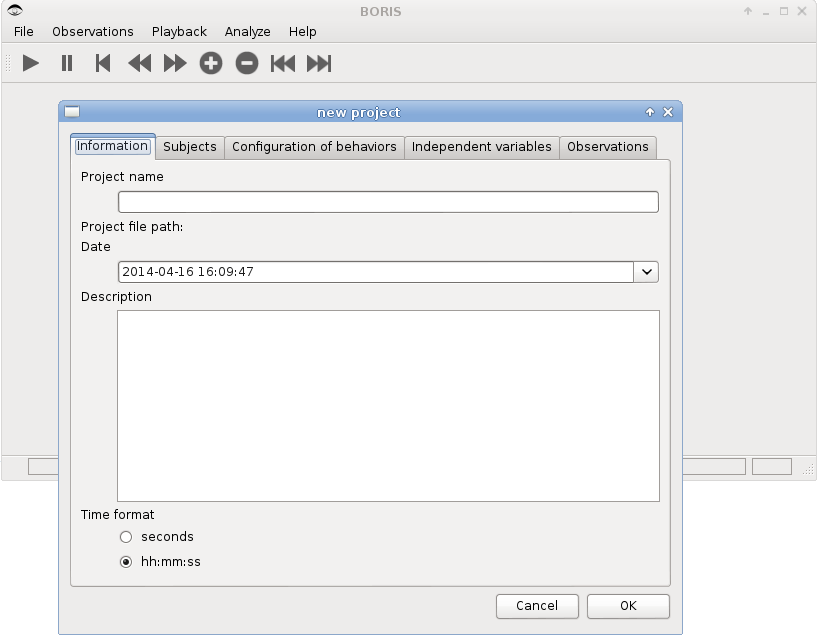 BORIS
File Observations Playback Analyze Help
new project
Information Subjects Configuration of behaviors Independent variables Observations
Project name
Project file path:
Date
2014-04-16 16:09:47
Description
Time format
seconds
hh:mm:ss
Cancel OK